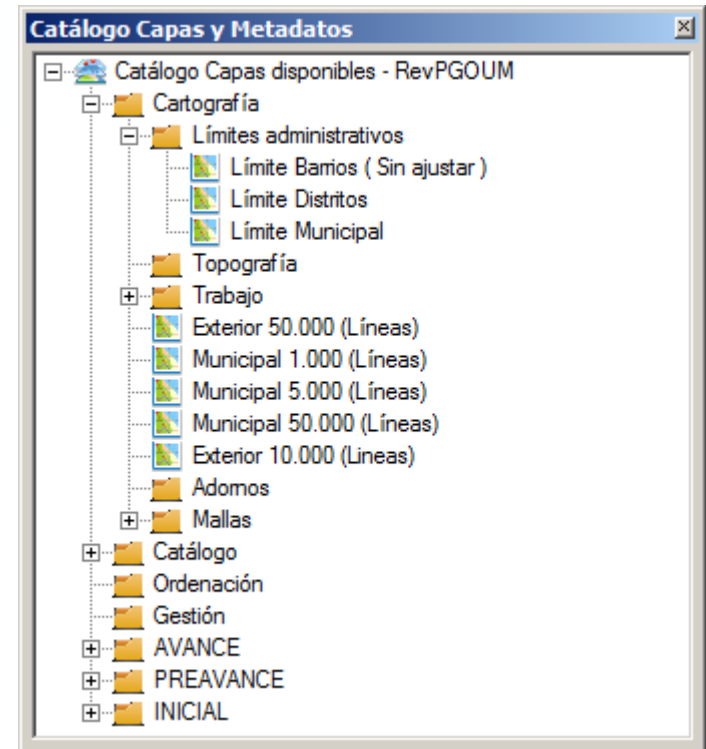 Catálogo Capas y Metadatos
Catálogo Capas disponibles - RevPGOUM
Cartografía
Límites administrativos
Límite Barrios ( Sin ajustar )
Límite Distritos
Límite Municipal
Topografía
Trabajo
Exterior 50.000 (Líneas)
Municipal 1.000 (Líneas)
Municipal 5.000 (Líneas)
Municipal 50.000 (Líneas)
Exterior 10.000 (Lineas)
Adornos
Mallas
Catálogo
Ordenación
Gestión
AVANCE
PREAVANCE
INICIAL